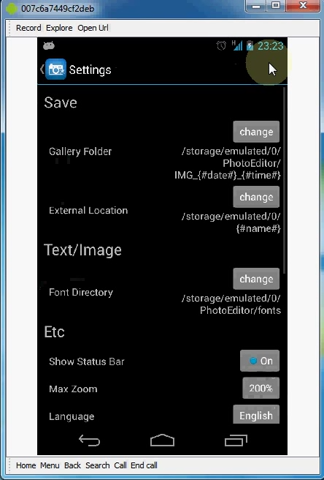 007c6a7449cf2deb
Record Explore Open Url
23:23
Settings
Save
change
Gallery Folder
/storage/emulated/0/
PhotoEditor/
IMG_{#date#}_{#time#}
change
External Location
/storage/emulated/0/
{#name#}
Text/Image
change
Font Directory
/storage/emulated/0/
PhotoEditor/fonts
Etc
Show Status Bar
On
Max Zoom
200%
Language
English
Home Menu Back Search Call End call